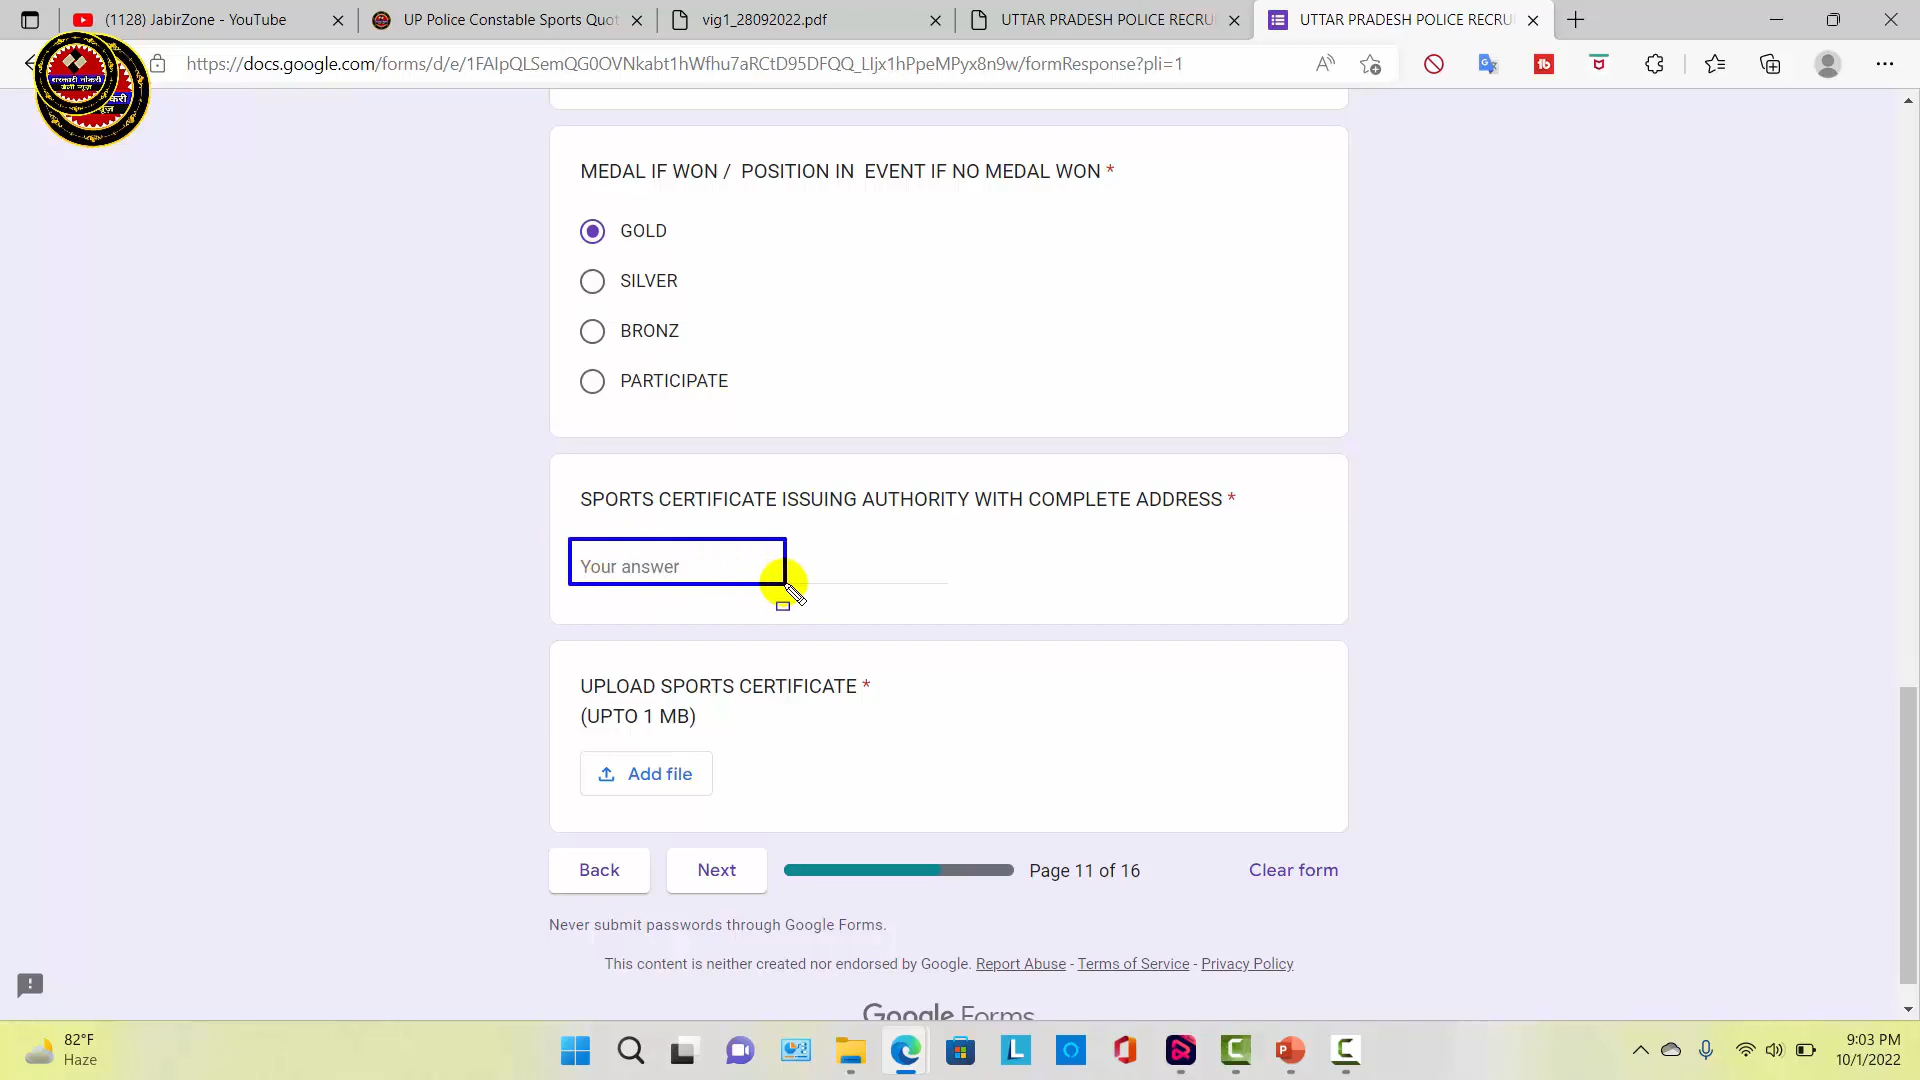 (1128) JabirZone - YouTube
UP Police Constable Sports Quot
vig1_28092022.pdf
UTTAR PRADESH POLICE RECRU
UTTAR PRADESH POLICE RECRU
https://docs.google.com/forms/d/e/1FAIpQLSemQG0OVNkabt1hWfhu7aRCtD95DFQQ_LIjx1hPpeMPyx8n9w/formResponse?pli=1
सरकारी नौकरी
MEDAL IF WON / POSITION IN EVENT IF NO MEDAL WON *
GOLD
SILVER
BRONZ
PARTICIPATE
SPORTS CERTIFICATE ISSUING AUTHORITY WITH COMPLETE ADDRESS *
Your answer
UPLOAD SPORTS CERTIFICATE *
(UPTO 1 MB)
Add file
Back
Next
Page 11 of 16
Clear form
Never submit passwords through Google Forms.
This content is neither created nor endorsed by Google. Report Abuse - Terms of Service - Privacy Policy
Google Forms
82°F
Haze
9:03 PM
10/1/2022